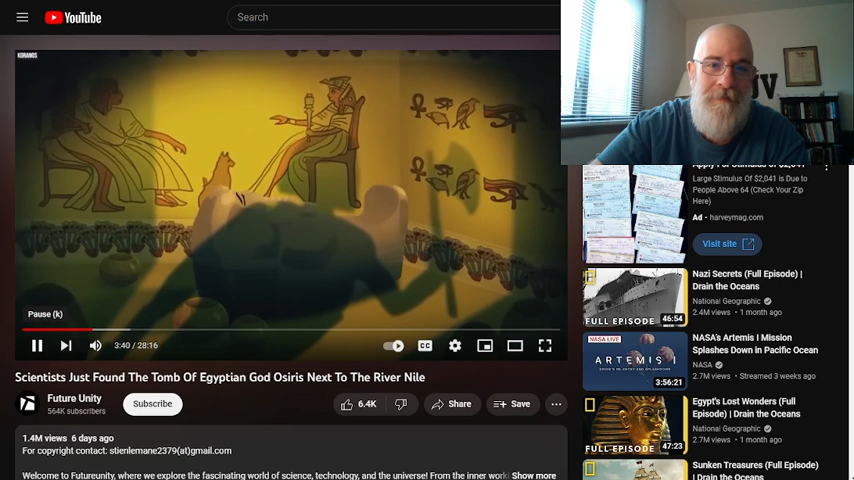 YouTube
Search
KORANOS
Pause (k)
3:40 / 28:16
CC
Scientists Just Found The Tomb Of Egyptian God Osiris Next To The River Nile
Future Unity
564K subscribers
Subscribe
6.4K
Share
Save
1.4M views 6 days ago
For copyright contact: stienlemane2379(at)gmail.com
Welcome to Futureunity, where we explore the fascinating world of science, technology, and the universe! From the inner work Show more
Apply For Stimulus Of $2,041
Large Stimulus Of $2,041 is Due to
People Above 64 (Check Your Zip
Here)
Ad · harveymag.com
Visit site
FULL EPISODE
46:54
Nazi Secrets (Full Episode) |
Drain the Oceans
National Geographic
2.4M views · 1 month ago
NASA LIVE
ARTEMIS I
3:56:21
NASA's Artemis I Mission
Splashes Down in Pacific Ocean
NASA
2.7M views · Streamed 3 weeks ago
FULL EPISODE
47:23
Egypt's Lost Wonders (Full
Episode) | Drain the Oceans
National Geographic
2.7M views · 1 month ago
Sunken Treasures (Full Episode) |
Drain the Oceans